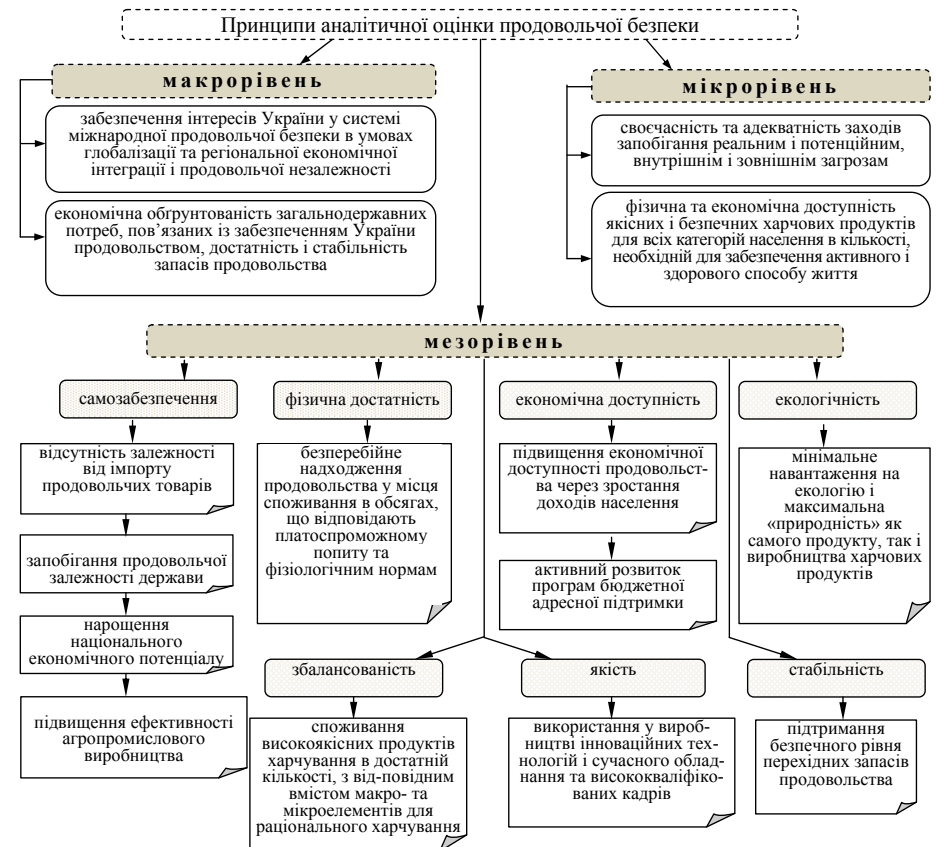 Принципи аналітичної оцінки продовольчої безпеки
макрорівень
забезпечення інтересів України у системі
міжнародної продовольчої безпеки в умовах
глобалізації та регіональної економічної
інтеграції і продовольчої незалежності
економічна обґрунтованість загальнодержавних
потреб, пов’язаних із забезпеченням України
продовольством, достатність і стабільність
запасів продовольства
мікрорівень
своєчасність та адекватність заходів
запобігання реальним і потенційним,
внутрішнім і зовнішнім загрозам
фізична та економічна доступність
якісних і безпечних харчових продуктів
для всіх категорій населення в кількості,
необхідній для забезпечення активного і
здорового способу життя
мезорівень
самозабезпечення
відсутність залежності
від імпорту
продовольчих товарів
запобігання продовольчої
залежності держави
нарощення
національного
економічного потенціалу
підвищення ефективності
агропромислового
виробництва
фізична достатність
безперебійне
надходження
продовольства у місця
споживання в обсягах,
що відповідають
платоспроможному
попиту та
фізіологічним нормам
економічна доступність
підвищення економічної
доступності продовольст-
ва через зростання
доходів населення
активний розвиток
програм бюджетної
адресної підтримки
екологічність
мінімальне
навантаження на
екологію і
максимальна
«природність» як
самого продукту, так і
виробництва харчових
продуктів
збалансованість
споживання
високоякісних продуктів
харчування в достатній
кількості, з від-повідним
вмістом макро- та
мікроелементів для
раціонального харчування
якість
використання у вироб-
ництві інноваційних тех-
нологій і сучасного облад-
нання та висококваліфіко-
ваних кадрів
стабільність
підтримання
безпечного рівня
перехідних запасів
продовольства